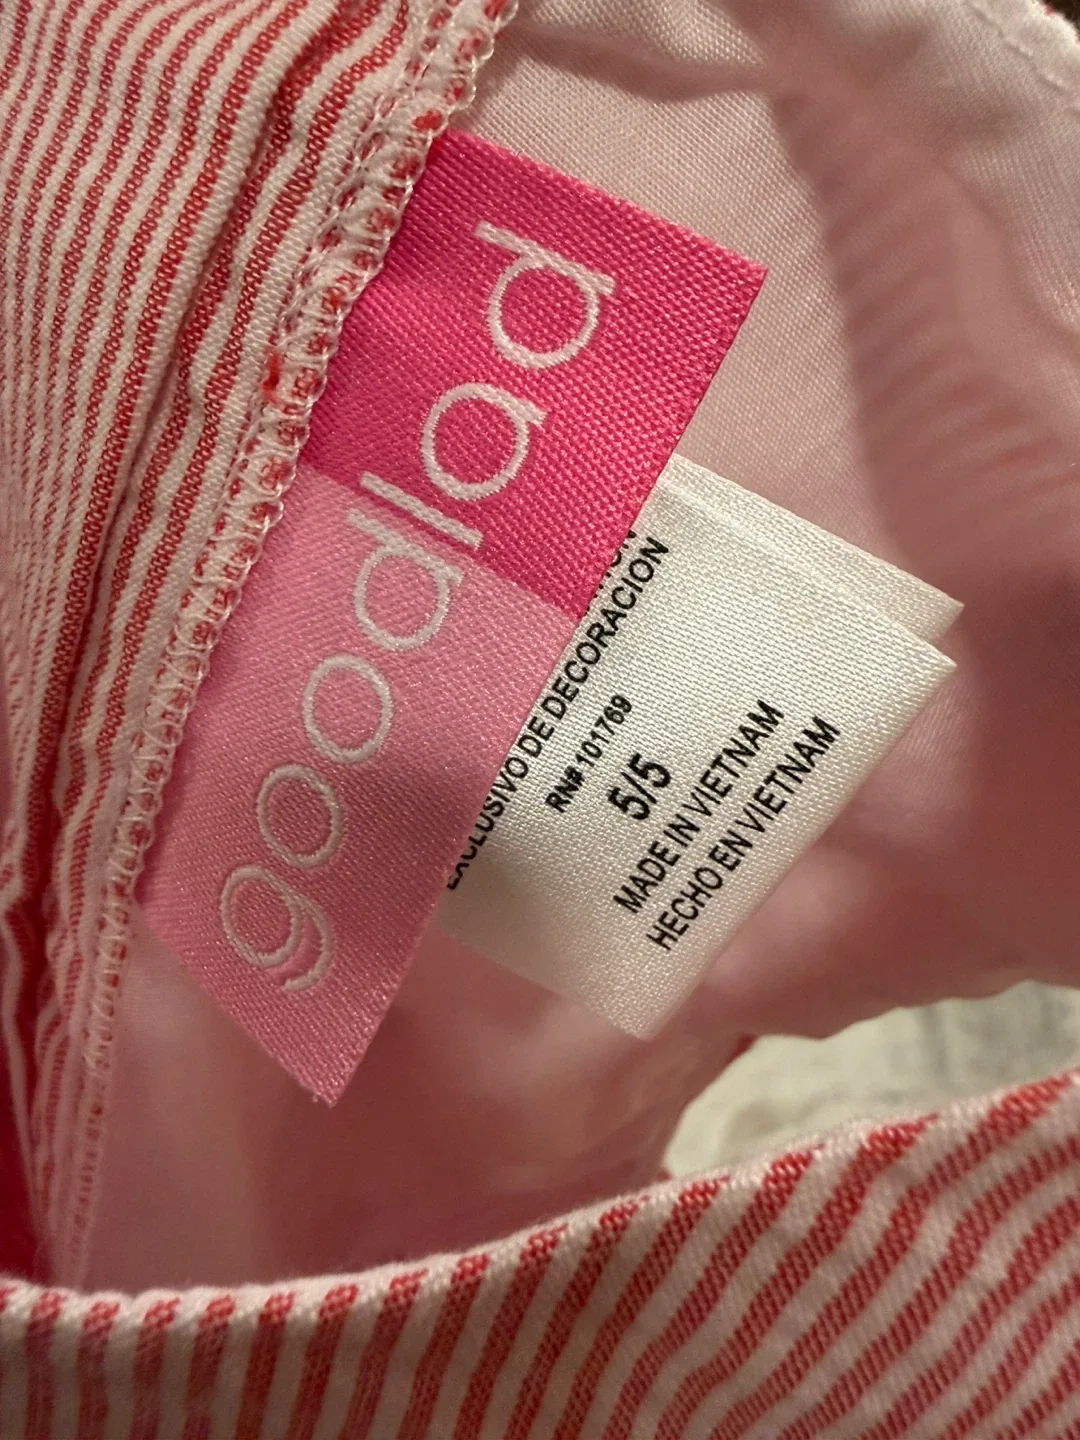 goodlad
EXCLUSIVO DE DECORACION
RN# 101769
5/5
MADE IN VIETNAM
HECHO EN VIETNAM